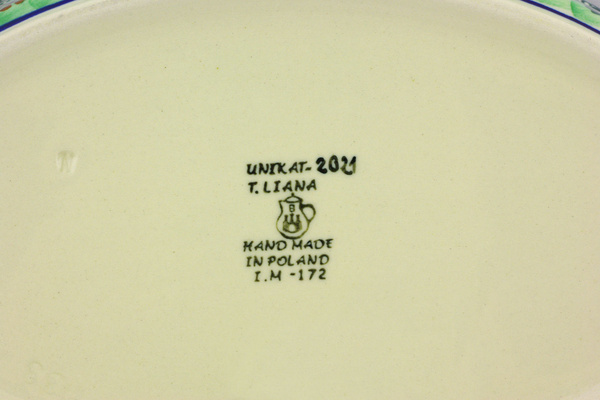 UNIKAT-2021
T. LIANA
HAND MADE
IN POLAND
I.M -172